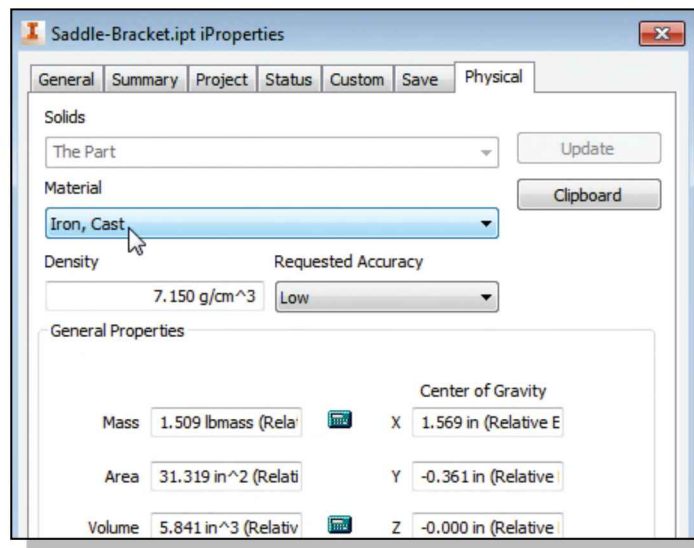 Saddle-Bracket.ipt iProperties
General Summary Project Status Custom Save Physical
Solids
The Part
Update
Material
Clipboard
Iron, Cast
Density Requested Accuracy
7.150 g/cm^3 Low
General Properties
Center of Gravity
Mass 1.509 lbmass (Rela X 1.569 in (Relative E
Area 31.319 in^2 (Relati Y -0.361 in (Relative
Volume 5.841 in^3 (Relativ Z -0.000 in (Relative